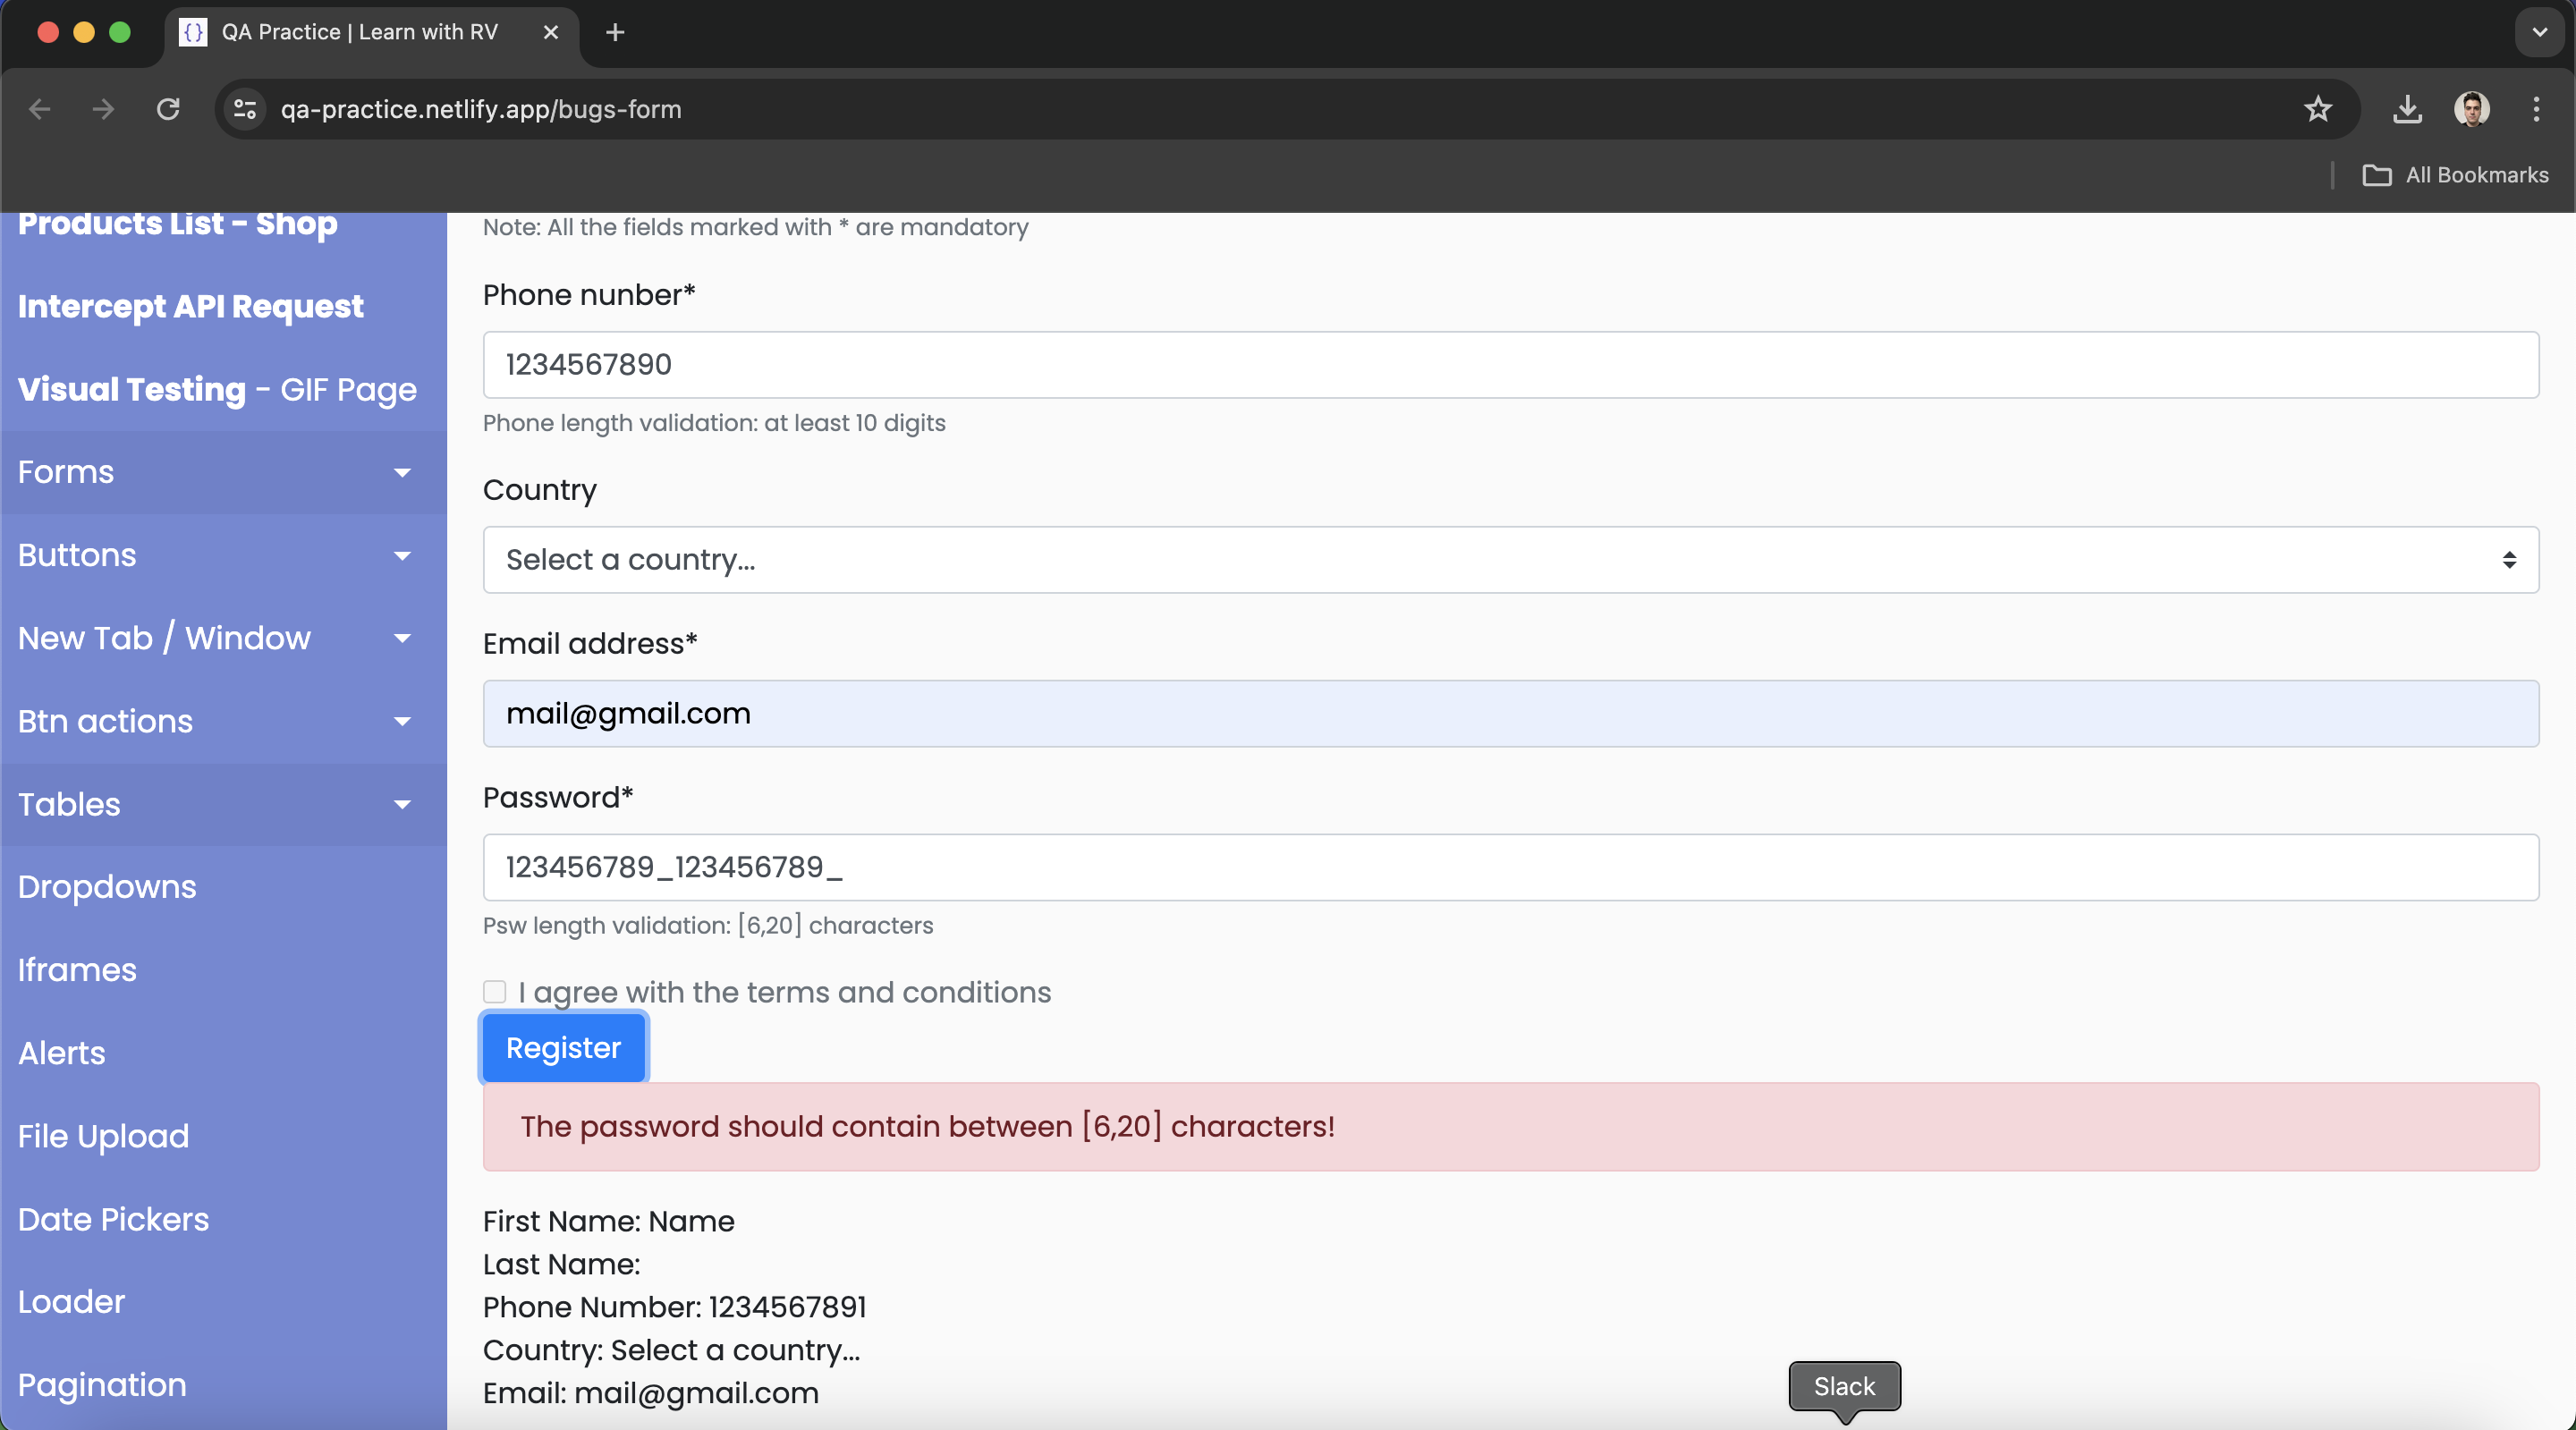 QA Practice | Learn with RV
qa-practice.netlify.app/bugs-form
All Bookmarks
Products List - Shop
Intercept API Request
Visual Testing - GIF Page
Forms
Buttons
New Tab / Window
Btn actions
Tables
Dropdowns
Iframes
Alerts
File Upload
Date Pickers
Loader
Pagination
Note: All the fields marked with * are mandatory
Phone nunber*
1234567890
Phone length validation: at least 10 digits
Country
Select a country...
Email address*
mail@gmail.com
Password*
123456789_123456789_
Psw length validation: [6,20] characters
I agree with the terms and conditions
Register
The password should contain between [6,20] characters!
First Name: Name
Last Name:
Phone Number: 1234567891
Country: Select a country...
Email: mail@gmail.com
Slack